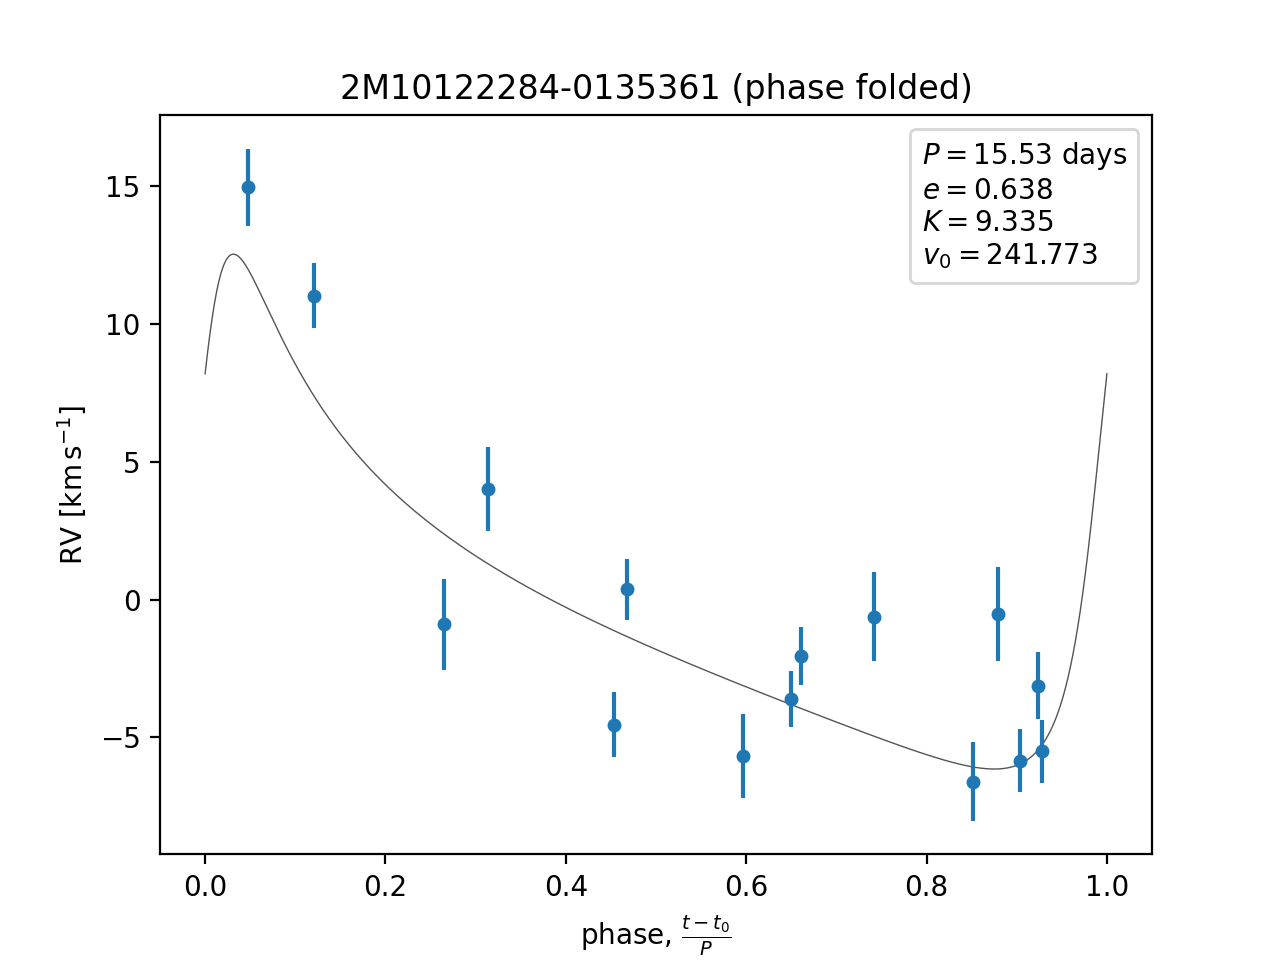 2M10122284-0135361 (phase folded)
P = 15.53 days
e = 0.638
K = 9.335
v₀ = 241.773
15
10
5
0
−5
RV [km s⁻¹]
0.0 0.2 0.4 0.6 0.8 1.0
phase, (t − t₀)/P